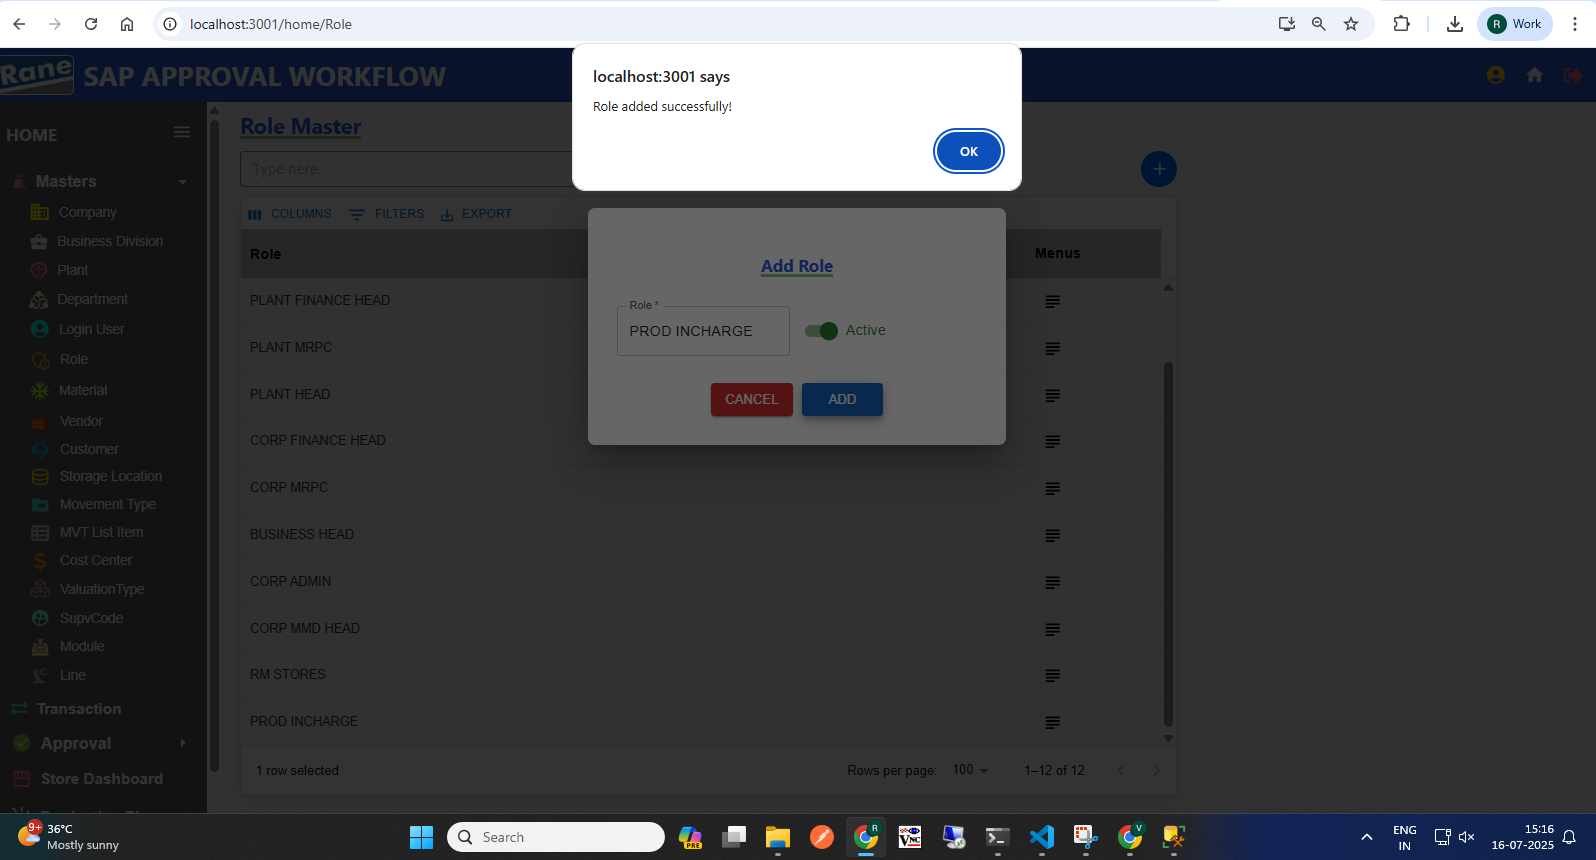 localhost:3001/home/Role
R Work
Rane
SAP APPROVAL WORKFLOW
localhost:3001 says
Role added successfully!
OK
HOME
Masters
Company
Business Division
Plant
Department
Login User
Role
Material
Vendor
Customer
Storage Location
Movement Type
MVT List Item
Cost Center
ValuationType
SupvCode
Module
Line
Transaction
Approval
Store Dashboard
Role Master
Type here...
COLUMNS
FILTERS
EXPORT
Role
Menus
PLANT FINANCE HEAD
PLANT MRPC
PLANT HEAD
CORP FINANCE HEAD
CORP MRPC
BUSINESS HEAD
CORP ADMIN
CORP MMD HEAD
RM STORES
PROD INCHARGE
1 row selected
Rows per page: 100
1–12 of 12
Add Role
Role *
PROD INCHARGE
Active
CANCEL
ADD
9+
36°C
Mostly sunny
Search
PRE
R
VNC
V
ENG
IN
15:16
16-07-2025